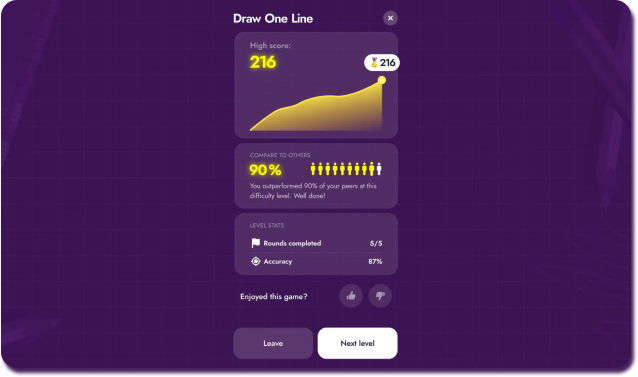 Draw One Line
High score:
216
216
COMPARE TO OTHERS
90%
You outperformed 90% of your peers at this
difficulty level. Well done!
LEVEL STATS
Rounds completed 5/5
Accuracy 87%
Enjoyed this game?
Leave Next level